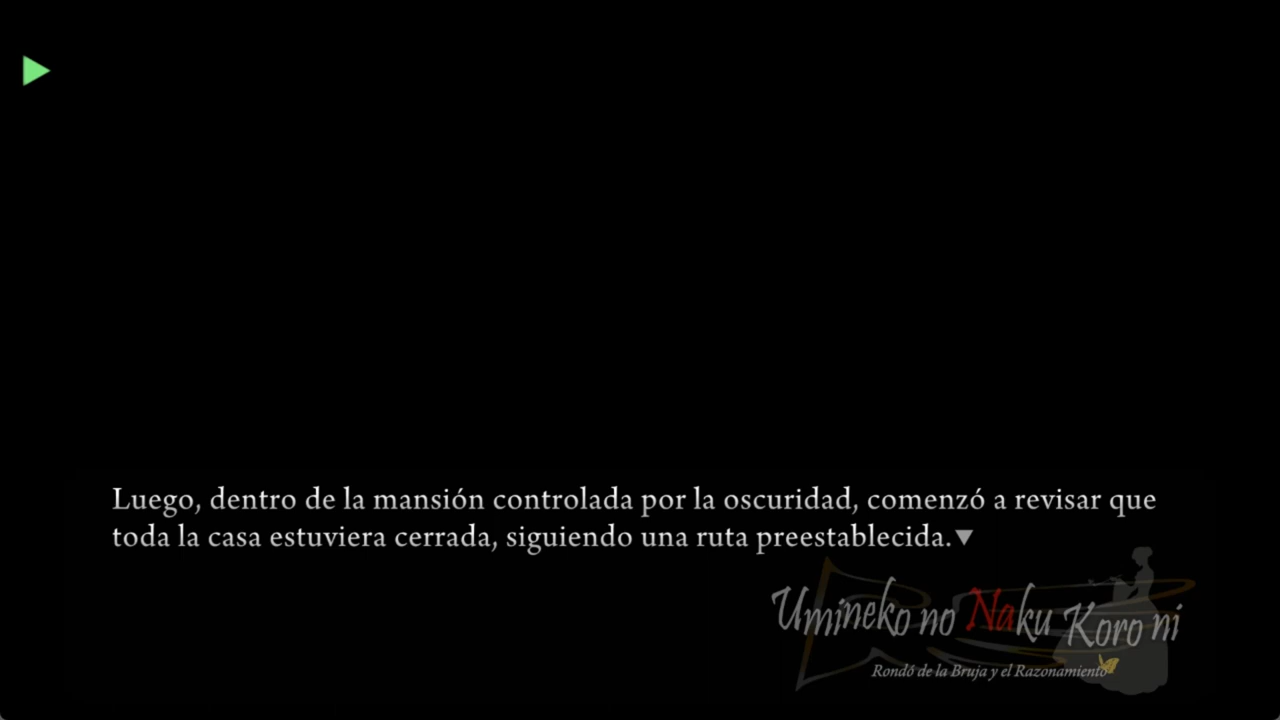 Luego, dentro de la mansión controlada por la oscuridad, comenzó a revisar que
toda la casa estuviera cerrada, siguiendo una ruta preestablecida.
Umineko no Naku Koro ni
Rondó de la Bruja y el Razonamiento